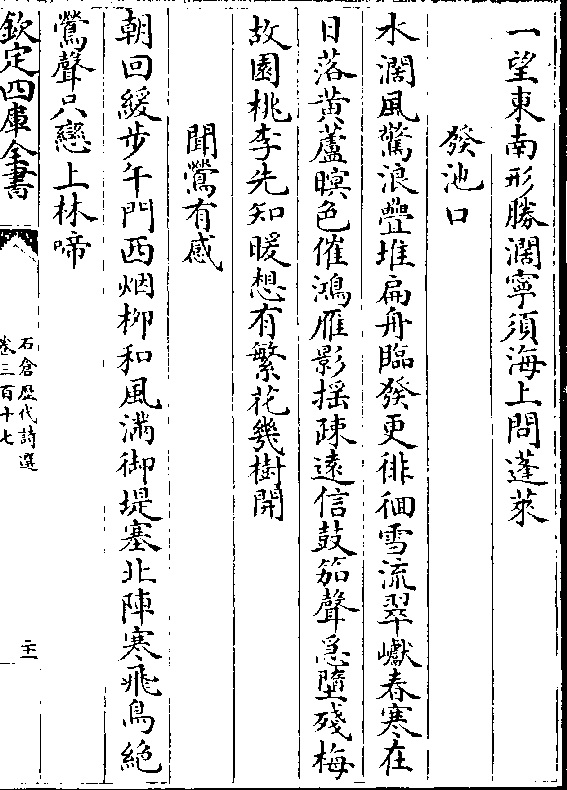 一望東南形勝濶寧須海上問蓬萊
發池口
水濶風驚浪疊堆扁舟臨發更徘徊雪流翠巘春寒在
日落黄蘆暝色催鴻雁影揺疎遠信鼓笳聲急墮殘梅
故園桃李先知暖想有繁花幾樹開
聞鶯有感
朝回緩步午門西烟柳和風滿御堤塞北陣寒飛鳥絶
鶯聲只戀上林啼
欽定四庫全書
石倉歴代詩選
卷三百十七
二十一